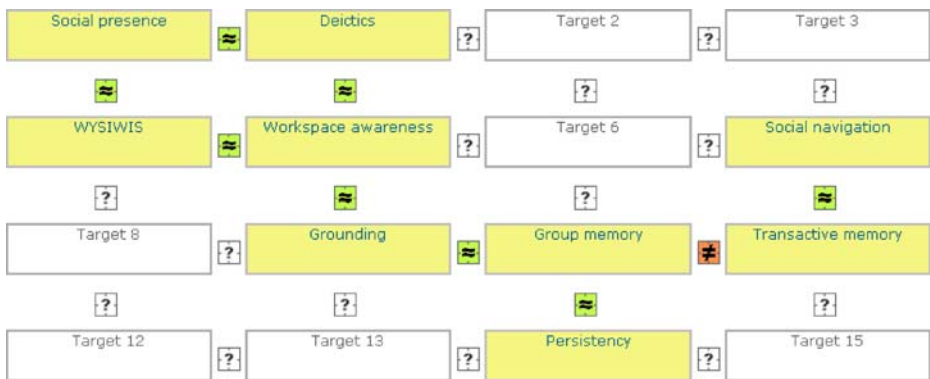 Social presence ≈ Deictics ? Target 2 ? Target 3
≈ ≈ ? ?
WYSIWIS ≈ Workspace awareness ? Target 6 ? Social navigation
? ≈ ? ≈
Target 8 ? Grounding ≈ Group memory ≠ Transactive memory
? ? ≈ ?
Target 12 ? Target 13 ? Persistency ? Target 15